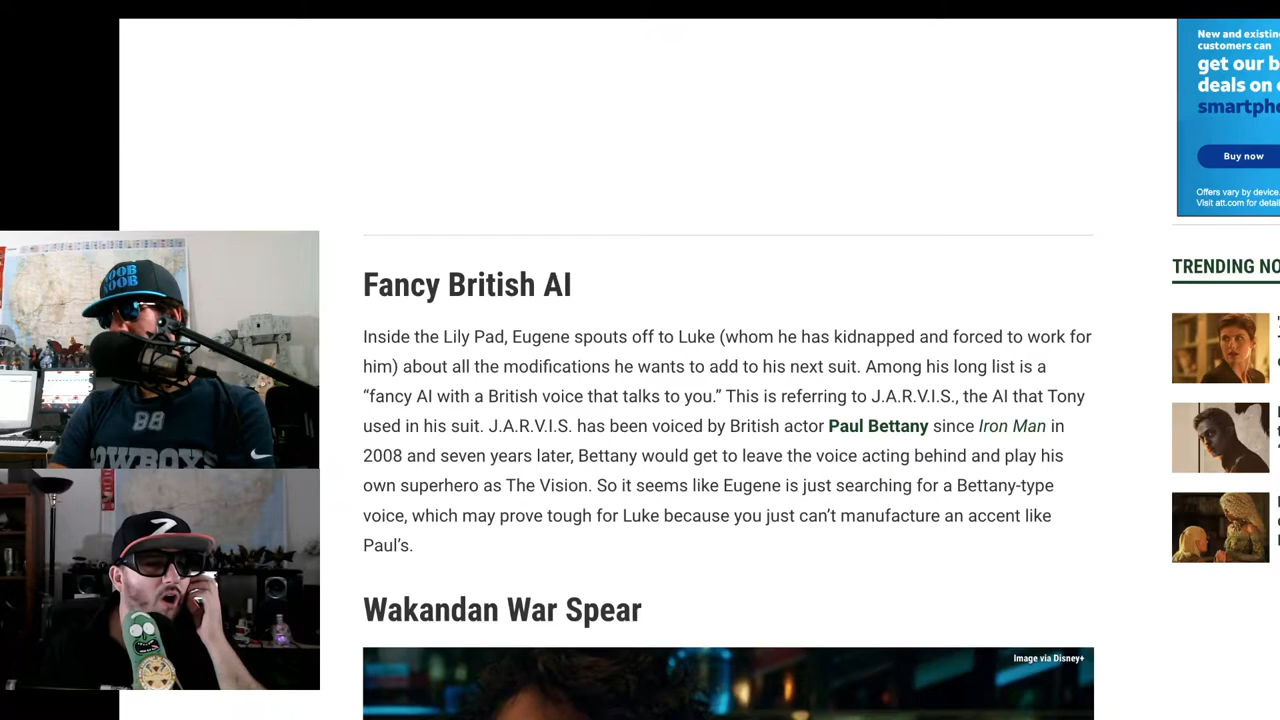 New and existin
customers can
get our b
deals on
smartpho
Buy now
Offers vary by device.
Visit att.com for detail
TRENDING NO
NOOB
NOOB
88
COWBOYS
Fancy British AI
Inside the Lily Pad, Eugene spouts off to Luke (whom he has kidnapped and forced to work for
him) about all the modifications he wants to add to his next suit. Among his long list is a
“fancy AI with a British voice that talks to you.” This is referring to J.A.R.V.I.S., the AI that Tony
used in his suit. J.A.R.V.I.S. has been voiced by British actor Paul Bettany since Iron Man in
2008 and seven years later, Bettany would get to leave the voice acting behind and play his
own superhero as The Vision. So it seems like Eugene is just searching for a Bettany-type
voice, which may prove tough for Luke because you just can’t manufacture an accent like
Paul’s.
Wakandan War Spear
Image via Disney+